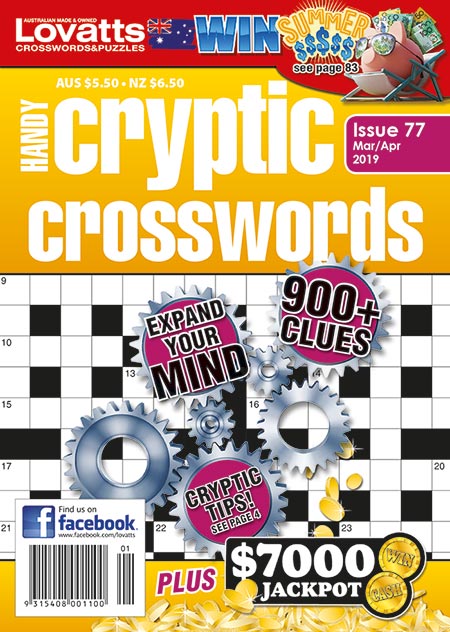 AUSTRALIAN MADE & OWNED
Lovatts
CROSSWORDS&PUZZLES
WIN
SUMMER
$$$$$
see page 83
AUS $5.50 • NZ $6.50
HANDY
cryptic
crosswords
Issue 77
Mar/Apr
2019
9
10
13
15
16
17
20
21
23
EXPAND
YOUR
MIND
900+
CLUES
CRYPTIC
TIPS!
SEE PAGE 4
Find us on
facebook.
www.facebook.com/lovatts
01
9 315408 001100
PLUS
$7000
JACKPOT
WIN
CASH